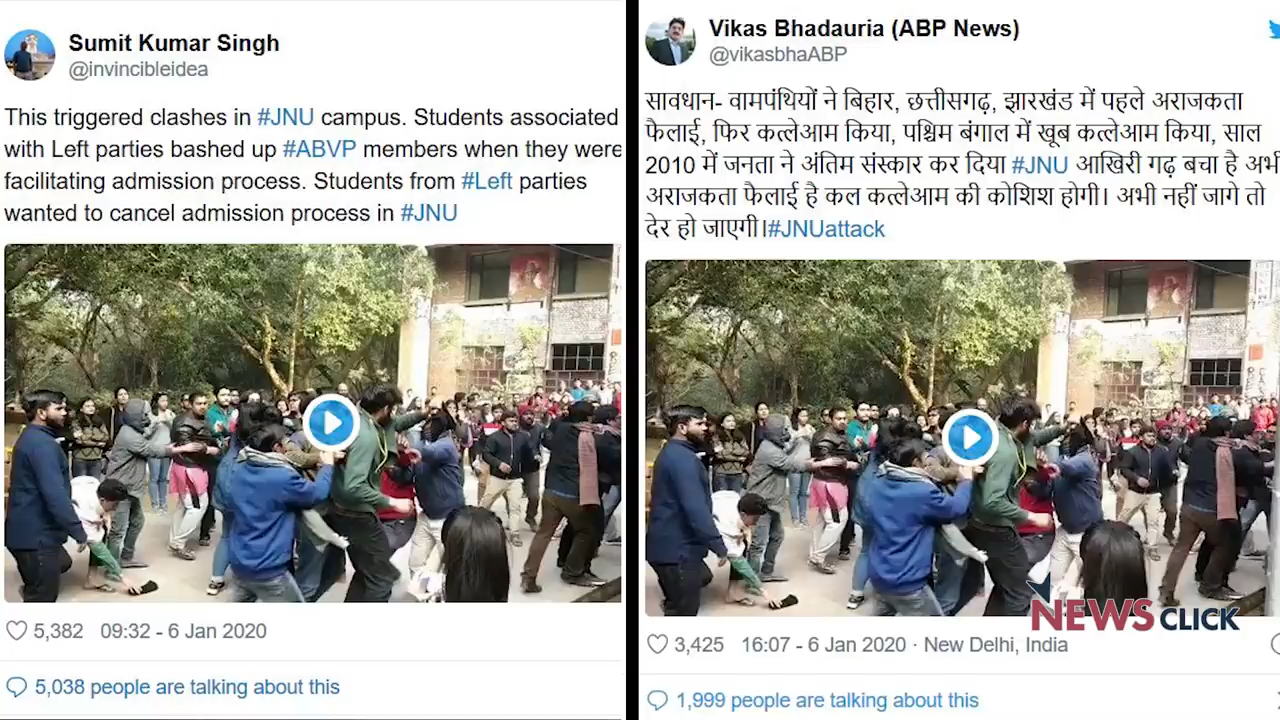 Sumit Kumar Singh
@invincibleidea
This triggered clashes in #JNU campus. Students associated
with Left parties bashed up #ABVP members when they were
facilitating admission process. Students from #Left parties
wanted to cancel admission process in #JNU
5,382 09:32 - 6 Jan 2020
5,038 people are talking about this
Vikas Bhadauria (ABP News)
@vikasbhaABP
सावधान- वामपंथियों ने बिहार, छत्तीसगढ़, झारखंड में पहले अराजकता
फैलाई, फिर कत्लेआम किया, पश्चिम बंगाल में खूब कत्लेआम किया, साल
2010 में जनता ने अंतिम संस्कार कर दिया #JNU आखिरी गढ़ बचा है अभी
अराजकता फैलाई है कल कत्लेआम की कोशिश होगी। अभी नहीं जागे तो
देर हो जाएगी।#JNUattack
NEWSCLICK
3,425 16:07 - 6 Jan 2020 · New Delhi, India
1,999 people are talking about this